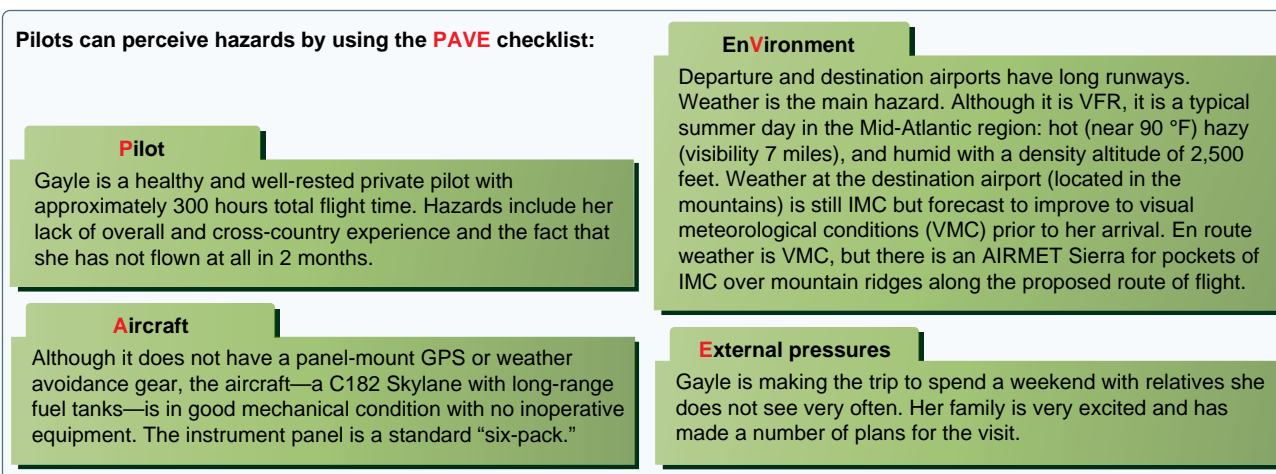 Pilots can perceive hazards by using the PAVE checklist:
Pilot
Gayle is a healthy and well-rested private pilot with
approximately 300 hours total flight time. Hazards include her
lack of overall and cross-country experience and the fact that
she has not flown at all in 2 months.
Aircraft
Although it does not have a panel-mount GPS or weather
avoidance gear, the aircraft—a C182 Skylane with long-range
fuel tanks—is in good mechanical condition with no inoperative
equipment. The instrument panel is a standard “six-pack.”
EnVironment
Departure and destination airports have long runways.
Weather is the main hazard. Although it is VFR, it is a typical
summer day in the Mid-Atlantic region: hot (near 90 °F) hazy
(visibility 7 miles), and humid with a density altitude of 2,500
feet. Weather at the destination airport (located in the
mountains) is still IMC but forecast to improve to visual
meteorological conditions (VMC) prior to her arrival. En route
weather is VMC, but there is an AIRMET Sierra for pockets of
IMC over mountain ridges along the proposed route of flight.
External pressures
Gayle is making the trip to spend a weekend with relatives she
does not see very often. Her family is very excited and has
made a number of plans for the visit.